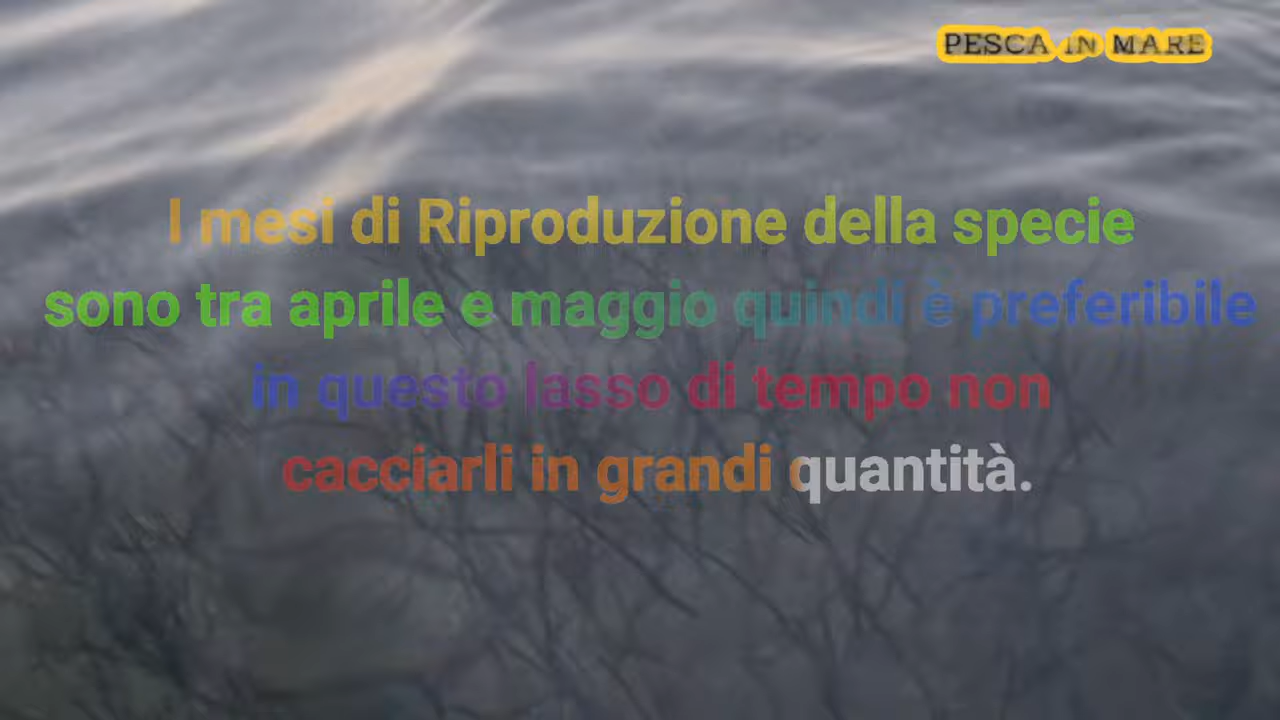 PESCA IN MARE
I mesi di Riproduzione della specie
sono tra aprile e maggio quindi è preferibile
in questo lasso di tempo non
cacciarli in grandi quantità.